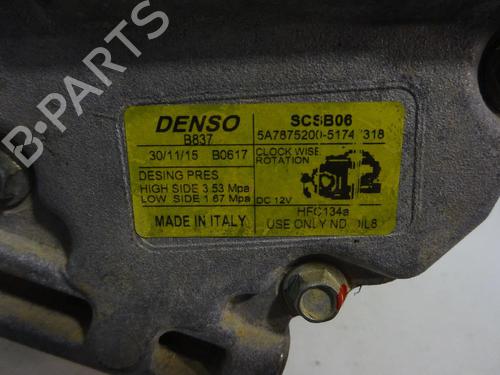 DENSO
B837
30/11/15 B0617
DESING PRES
HIGH SIDE 3.53 Mpa
LOW SIDE 1.67 Mpa
MADE IN ITALY
SCSB06
5A7875200-5174 318
CLOCK WISE
ROTATION
DC 12V
HFC134a
USE ONLY ND OIL8
B-PARTS